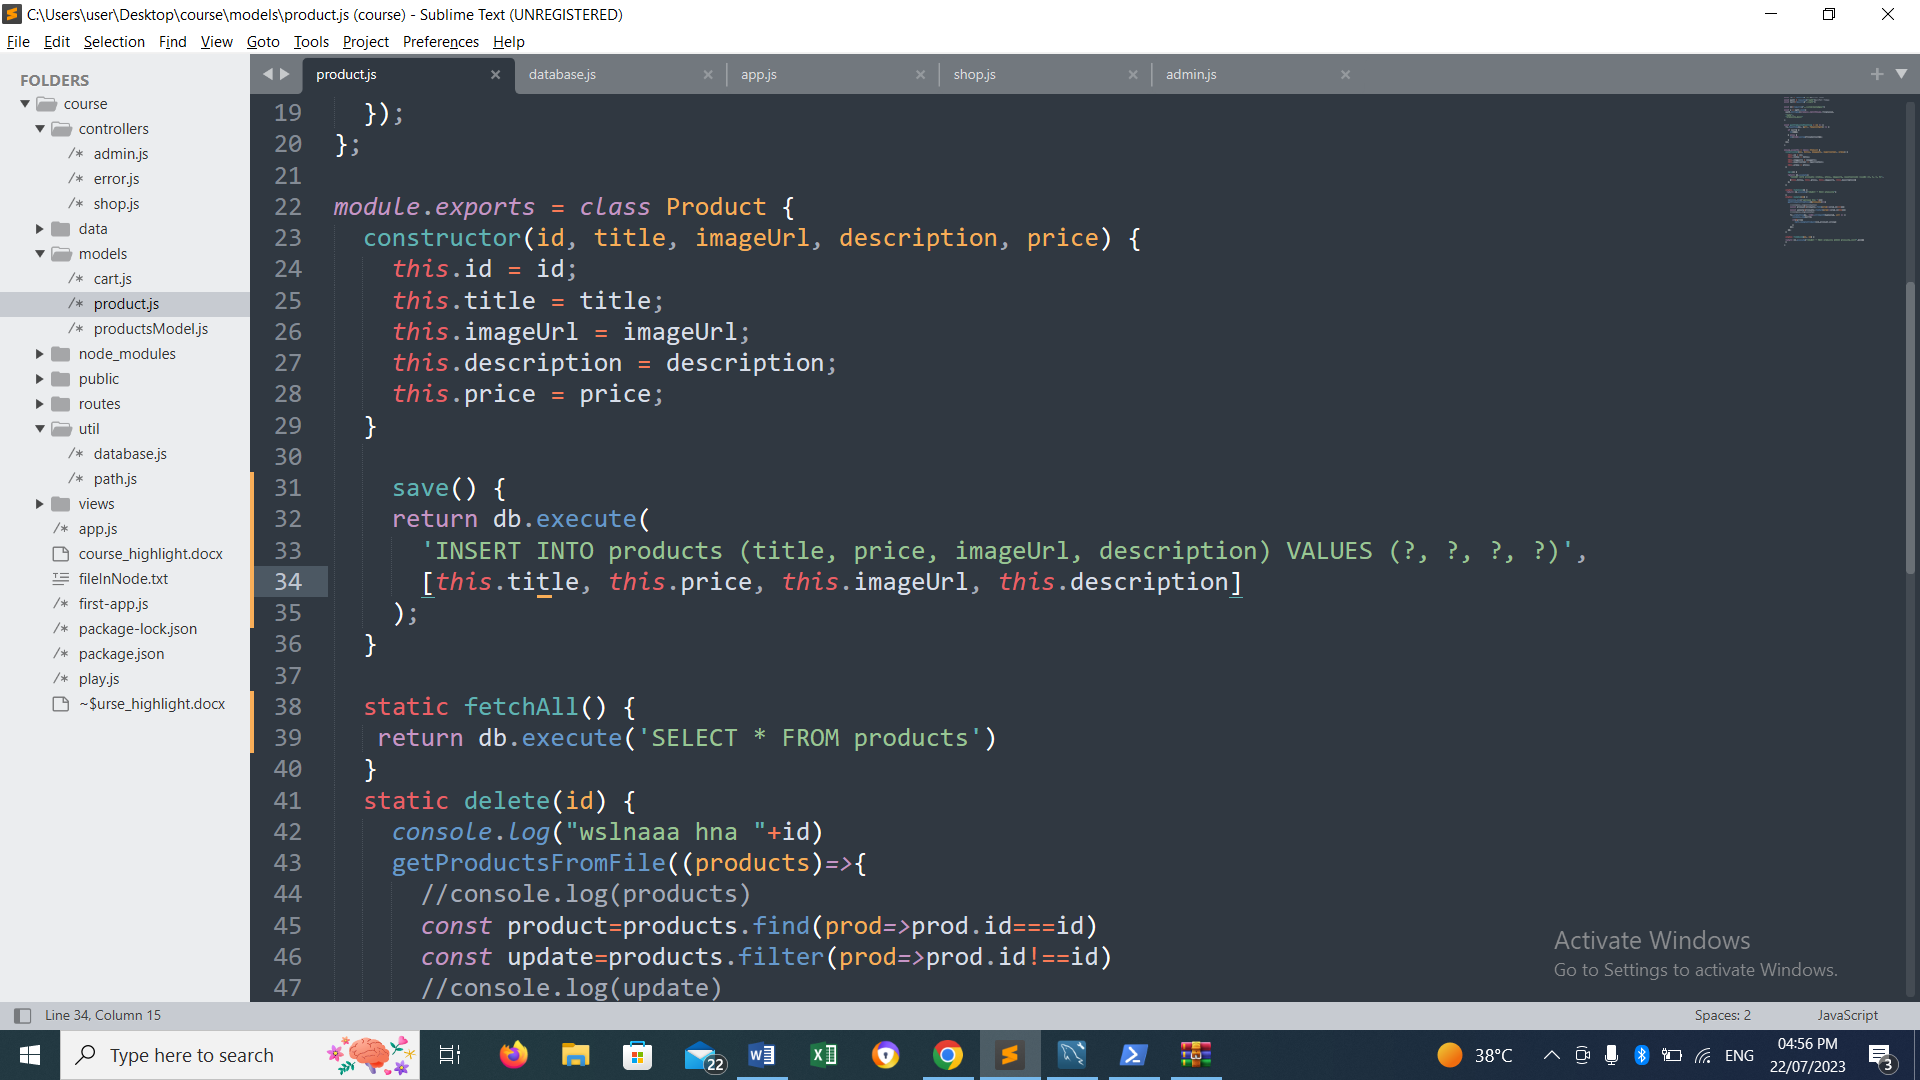 C:\Users\user\Desktop\course\models\product.js (course) - Sublime Text (UNREGISTERED)
File Edit Selection Find View Goto Tools Project Preferences Help
FOLDERS
course
controllers
/* admin.js
/* error.js
/* shop.js
data
models
/* cart.js
/* product.js
/* productsModel.js
node_modules
public
routes
util
/* database.js
/* path.js
views
/* app.js
course_highlight.docx
fileInNode.txt
/* first-app.js
/* package-lock.json
/* package.json
/* play.js
~$urse_highlight.docx
product.js database.js app.js shop.js admin.js
19 });
20 };
21
22 module.exports = class Product {
23 constructor(id, title, imageUrl, description, price) {
24 this.id = id;
25 this.title = title;
26 this.imageUrl = imageUrl;
27 this.description = description;
28 this.price = price;
29 }
30
31 save() {
32 return db.execute(
33 'INSERT INTO products (title, price, imageUrl, description) VALUES (?, ?, ?, ?)',
34 [this.title, this.price, this.imageUrl, this.description]
35 );
36 }
37
38 static fetchAll() {
39 return db.execute('SELECT * FROM products')
40 }
41 static delete(id) {
42 console.log("wslnaaa hna "+id)
43 getProductsFromFile((products)=>{
44 //console.log(products)
45 const product=products.find(prod=>prod.id===id)
46 const update=products.filter(prod=>prod.id!==id)
47 //console.log(update)
Activate Windows
Go to Settings to activate Windows.
Line 34, Column 15 Spaces: 2 JavaScript
Type here to search 22 38°C ENG 04:56 PM
22/07/2023 3